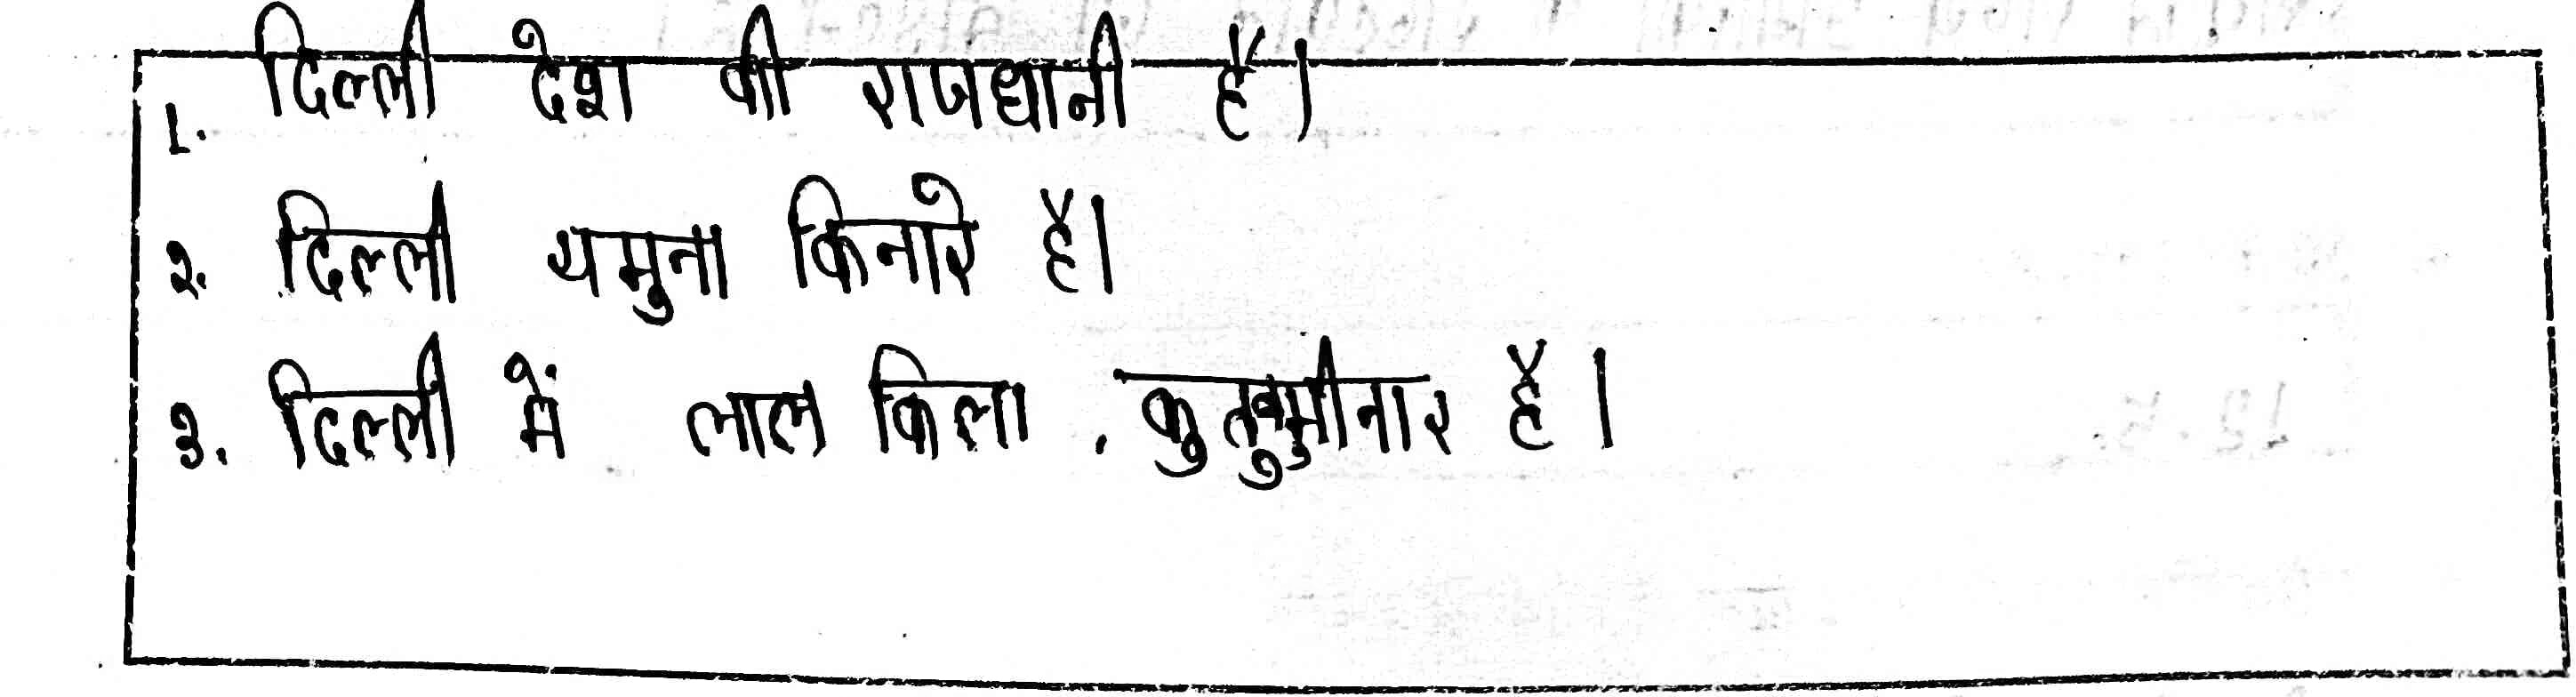 1. दिल्ली देश की राजधानी है।
२. दिल्ली यमुना किनारे है।
३. दिल्ली में लाल किला, कुतुबमीनार है।